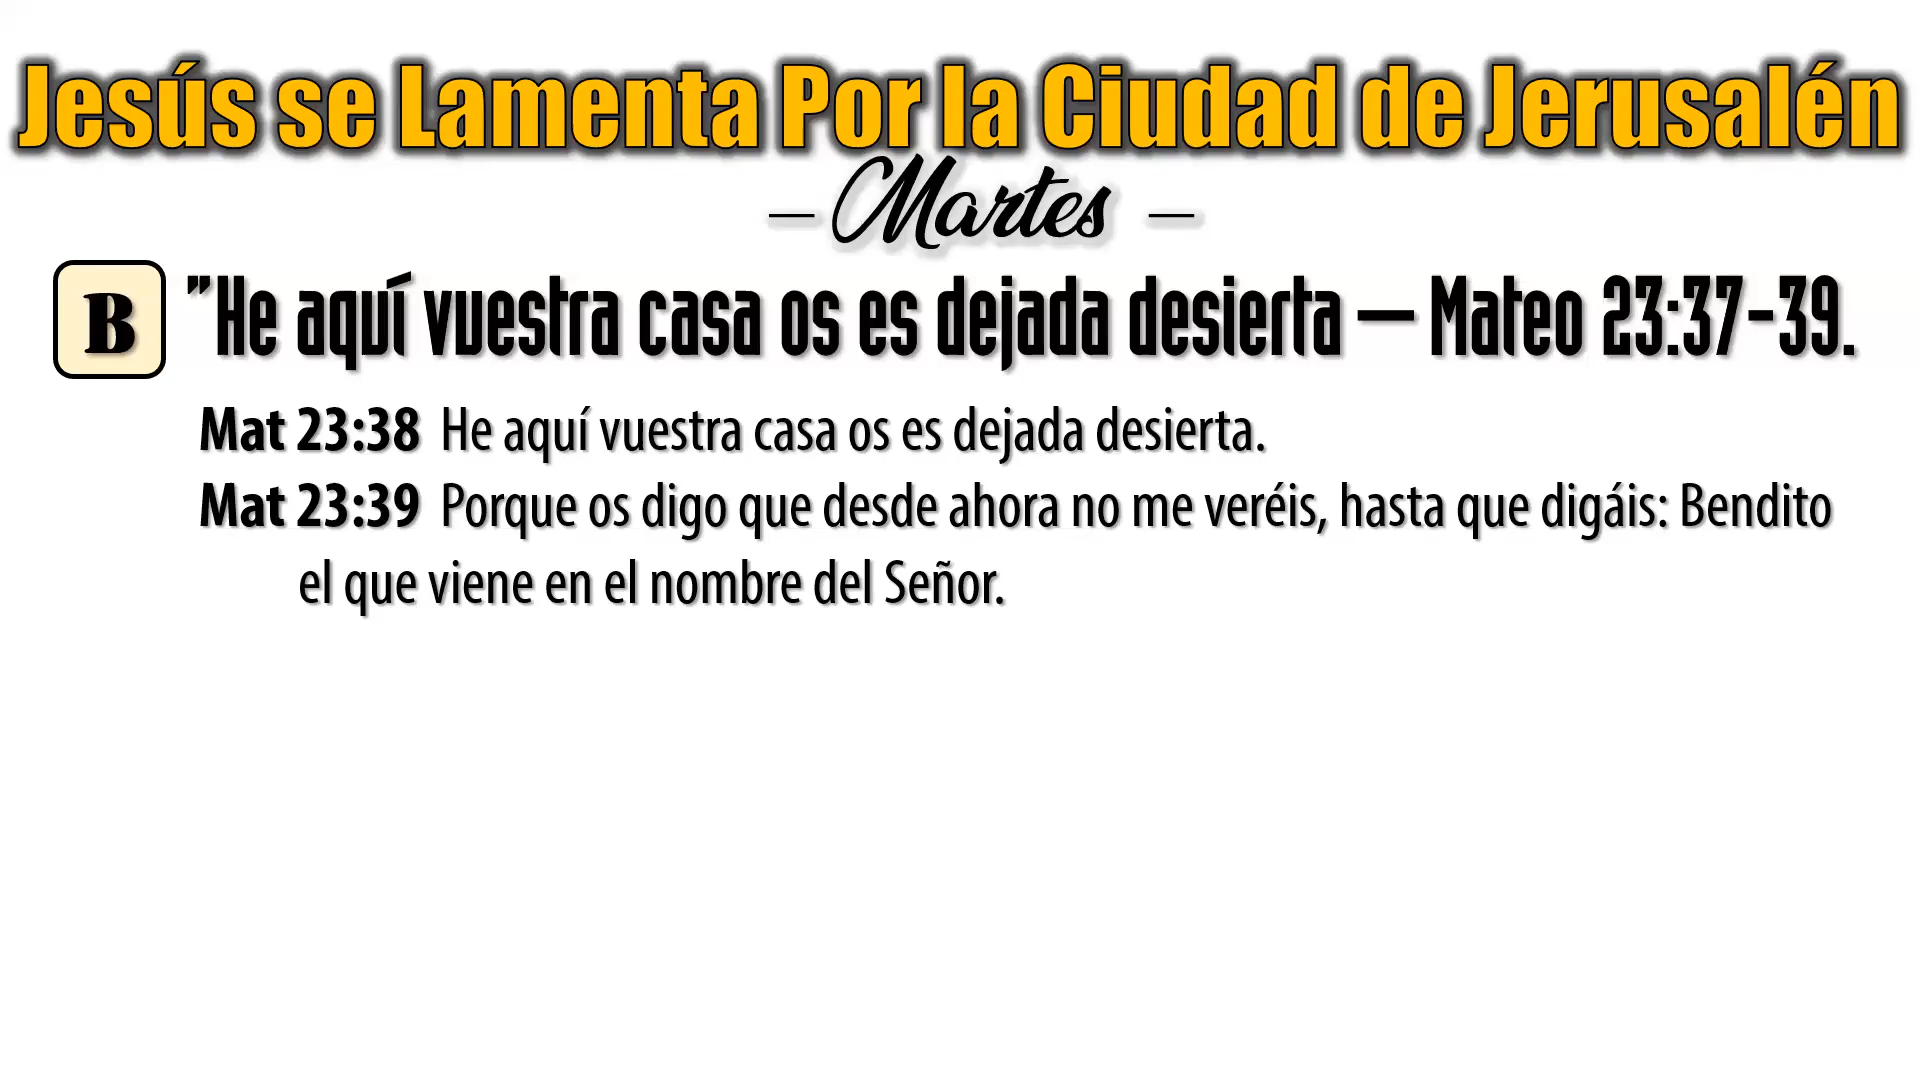 Jesús se Lamenta Por la Ciudad de Jerusalén
– Martes –
B "He aquí vuestra casa os es dejada desierta — Mateo 23:37-39.
Mat 23:38 He aquí vuestra casa os es dejada desierta.
Mat 23:39 Porque os digo que desde ahora no me veréis, hasta que digáis: Bendito
el que viene en el nombre del Señor.